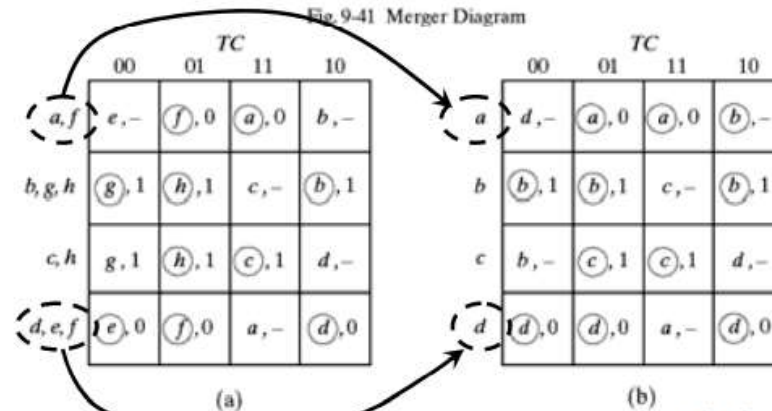 Fig. 9-41 Merger Diagram
TC TC
00 01 11 10 00 01 11 10
a, f e, – f, 0 a, 0 b, – a d, – a, 0 a, 0 b, –
b, g, h g, 1 h, 1 c, – b, 1 b b, 1 b, 1 c, – b, 1
c, h g, 1 h, 1 c, 1 d, – c b, – c, 1 c, 1 d, –
d, e, f e, 0 f, 0 a, – d, 0 d d, 0 d, 0 a, – d, 0
(a) (b)